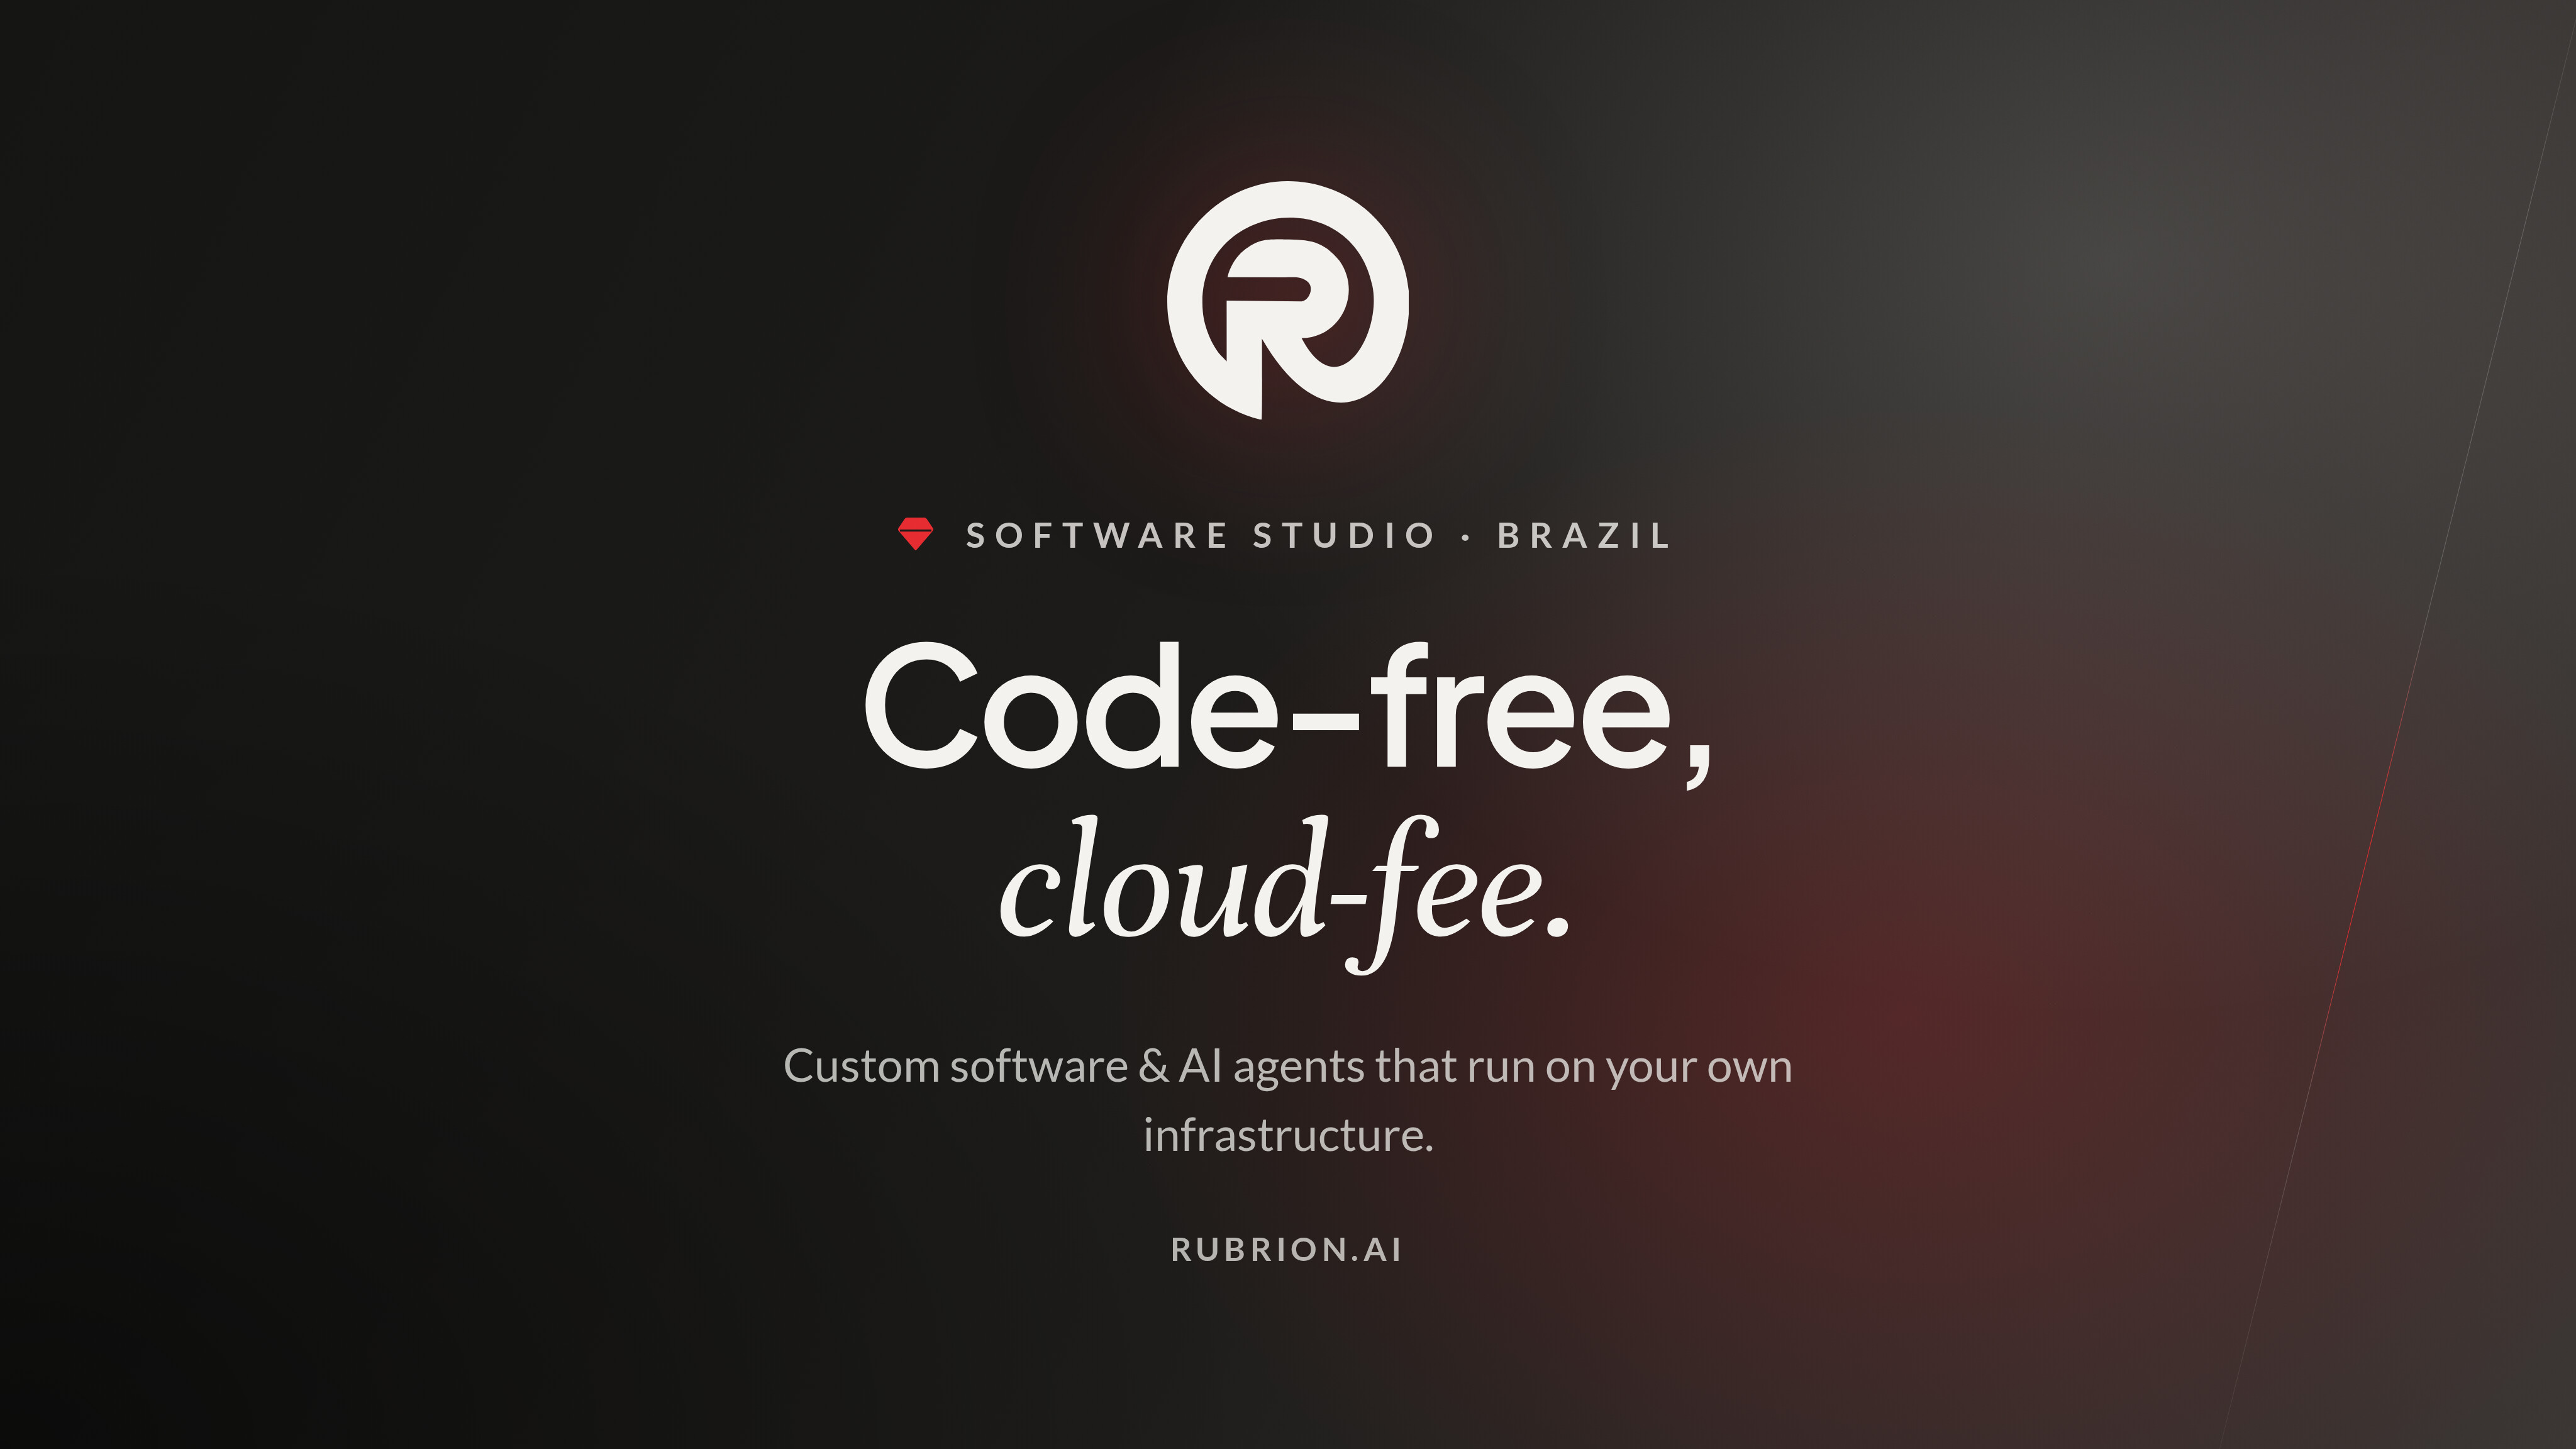 R
SOFTWARE STUDIO · BRAZIL
Code-free,
cloud-fee.
Custom software & AI agents that run on your own
infrastructure.
RUBRION.AI